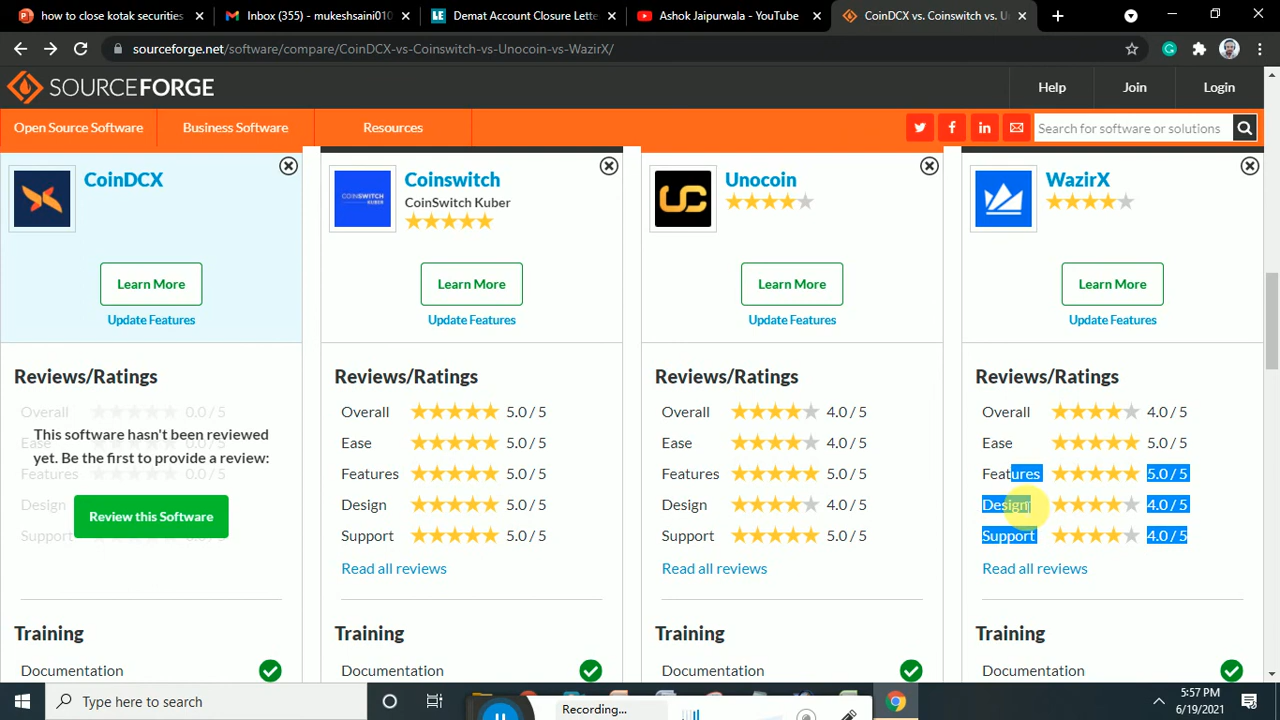 how to close kotak securities
Inbox (355) - mukeshsaini010
Demat Account Closure Lette
Ashok Jaipurwala - YouTube
CoinDCX vs. Coinswitch vs. U
sourceforge.net/software/compare/CoinDCX-vs-Coinswitch-vs-Unocoin-vs-WazirX/
SOURCEFORGE
Help
Join
Login
Open Source Software
Business Software
Resources
Search for software or solutions
CoinDCX
Learn More
Update Features
Reviews/Ratings
Overall 0.0 / 5
This software hasn't been reviewed
Ease 0.0 / 5
yet. Be the first to provide a review:
Features 0.0 / 5
Design
Review this Software
Support
Training
Documentation
COINSWITCH
KUBER
Coinswitch
CoinSwitch Kuber
Learn More
Update Features
Reviews/Ratings
Overall 5.0 / 5
Ease 5.0 / 5
Features 5.0 / 5
Design 5.0 / 5
Support 5.0 / 5
Read all reviews
Training
Documentation
Unocoin
Learn More
Update Features
Reviews/Ratings
Overall 4.0 / 5
Ease 4.0 / 5
Features 5.0 / 5
Design 4.0 / 5
Support 5.0 / 5
Read all reviews
Training
Documentation
WazirX
Learn More
Update Features
Reviews/Ratings
Overall 4.0 / 5
Ease 5.0 / 5
Features 5.0 / 5
Design 4.0 / 5
Support 4.0 / 5
Read all reviews
Training
Documentation
Type here to search
Recording...
5:57 PM
6/19/2021